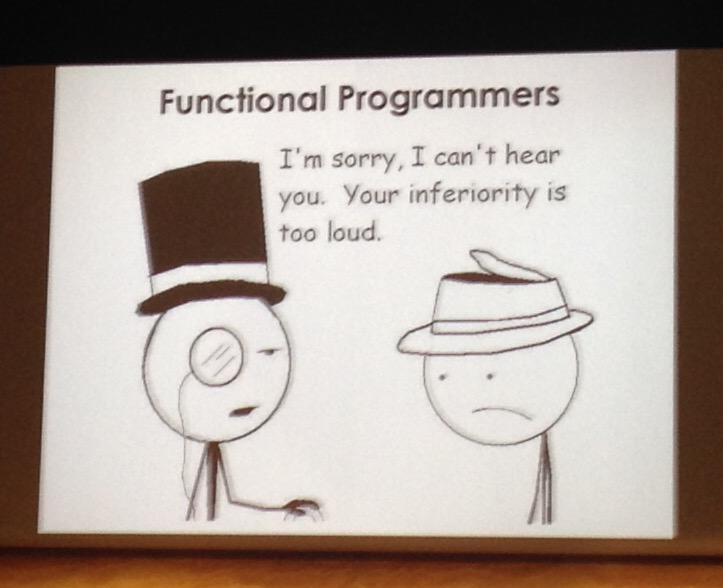 Functional Programmers
I'm sorry, I can't hear
you. Your inferiority is
too loud.